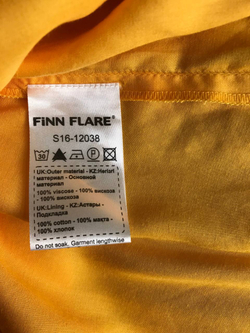 FiNN FLARE®
S16-12038
30
UK:Outer material - KZ:Negizgi
материал - Основной
материал
100% viscose - 100% вискоза
- 100% вискоза
UK:Lining - KZ:Астары -
Подкладка
100% cotton - 100% мақта -
100% хлопок
Do not soak. Garment lengthwise